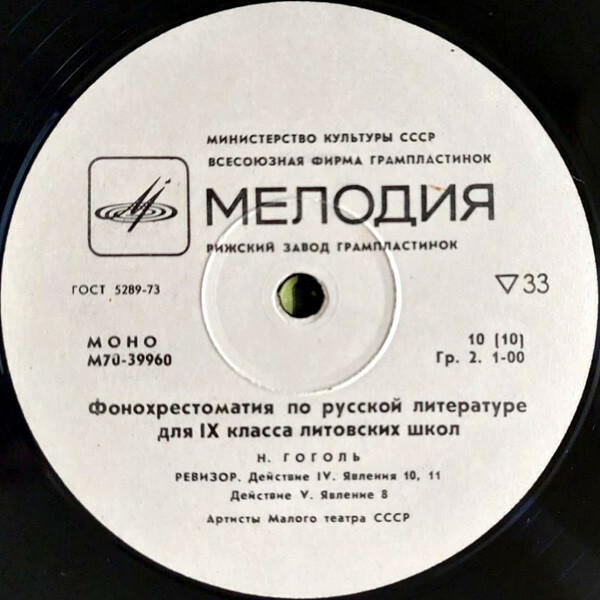 МИНИСТЕРСТВО КУЛЬТУРЫ СССР
ВСЕСОЮЗНАЯ ФИРМА ГРАМПЛАСТИНОК
МЕЛОДИЯ
РИЖСКИЙ ЗАВОД ГРАМПЛАСТИНОК
ГОСТ 5289-73
▽33
МОНО
10 (10)
М70-39960
Гр. 2. 1-00
Фонохрестоматия по русской литературе
для IX класса литовских школ
Н. ГОГОЛЬ
РЕВИЗОР. Действие IV. Явления 10, 11
Действие V. Явление 8
Артисты Малого театра СССР